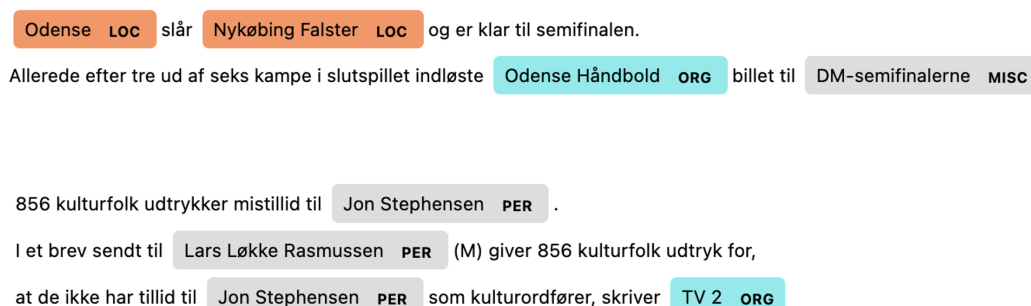 Odense LOC slår Nykøbing Falster LOC og er klar til semifinalen.
Allerede efter tre ud af seks kampe i slutspillet indløste Odense Håndbold ORG billet til DM-semifinalerne MISC
856 kulturfolk udtrykker mistillid til Jon Stephensen PER .
I et brev sendt til Lars Løkke Rasmussen PER (M) giver 856 kulturfolk udtryk for,
at de ikke har tillid til Jon Stephensen PER som kulturordfører, skriver TV 2 ORG